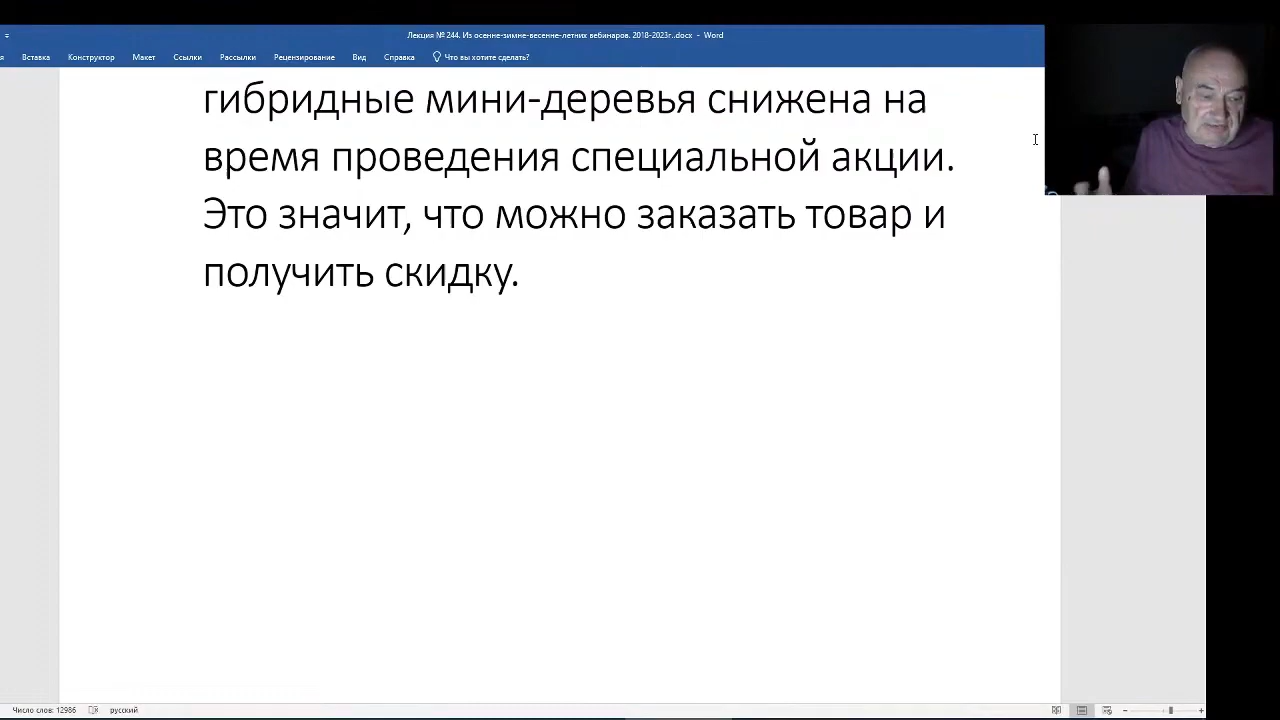 Лекция № 244. Из осенне-зимне-весенне-летних вебинаров. 2018-2023г..docx - Word
Вставка Конструктор Макет Ссылки Рассылки Рецензирование Вид Справка Что вы хотите сделать?
гибридные мини-деревья снижена на
время проведения специальной акции.
Это значит, что можно заказать товар и
получить скидку.
Число слов: 12986 русский